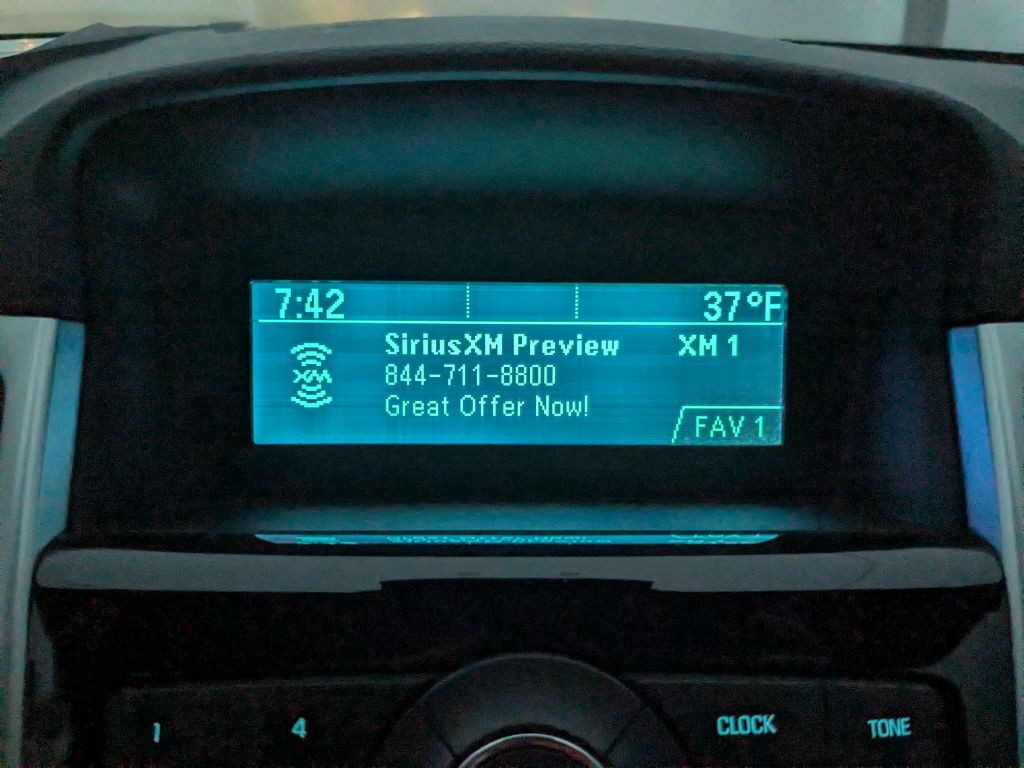 7:42 37°F
SiriusXM Preview XM 1
XM
844-711-8800
Great Offer Now!
FAV 1
1 4 CLOCK TONE